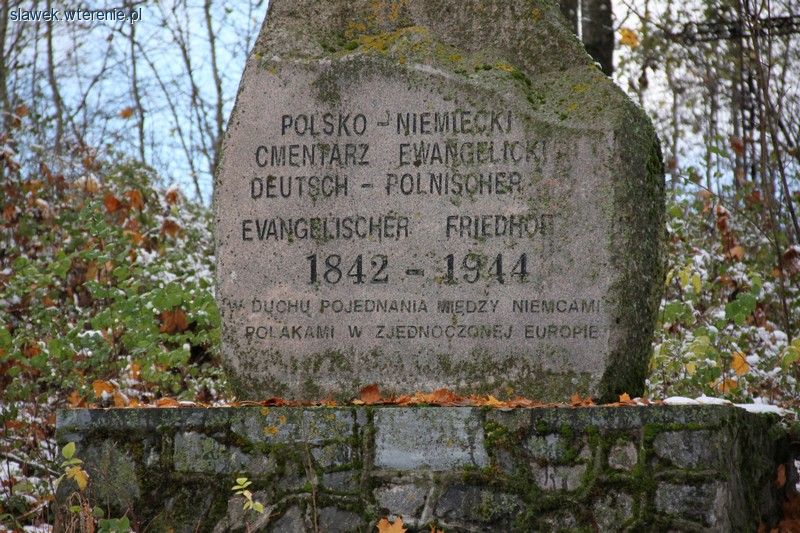 slawek.wterenie.pl
POLSKO - NIEMIECKI
CMENTARZ EWANGELICKI
DEUTSCH - POLNISCHER
EVANGELISCHER FRIEDHOF
1842 - 1944
W DUCHU POJEDNANIA MIĘDZY NIEMCAMI
POLAKAMI W ZJEDNOCZONEJ EUROPIE